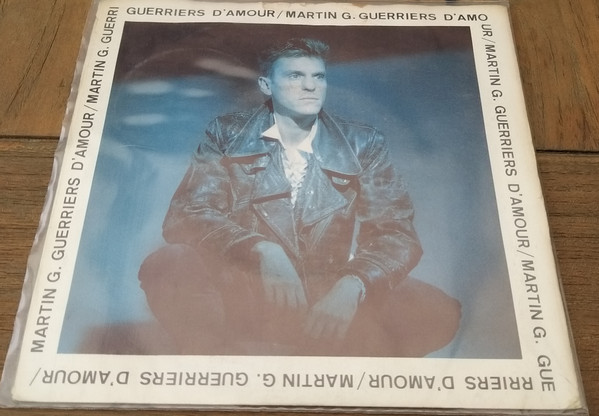 GUERRIERS D'AMOUR/MARTIN G. GUERRIERS D'AMO
UR/MARTIN G. GUERRIERS D'AMOUR/MARTIN G. GUE
RRIERS D'AMOUR/MARTIN G. GUERRIERS D'AMOUR/
MARTIN G. GUERRIERS D'AMOUR/MARTIN G. GUERRI